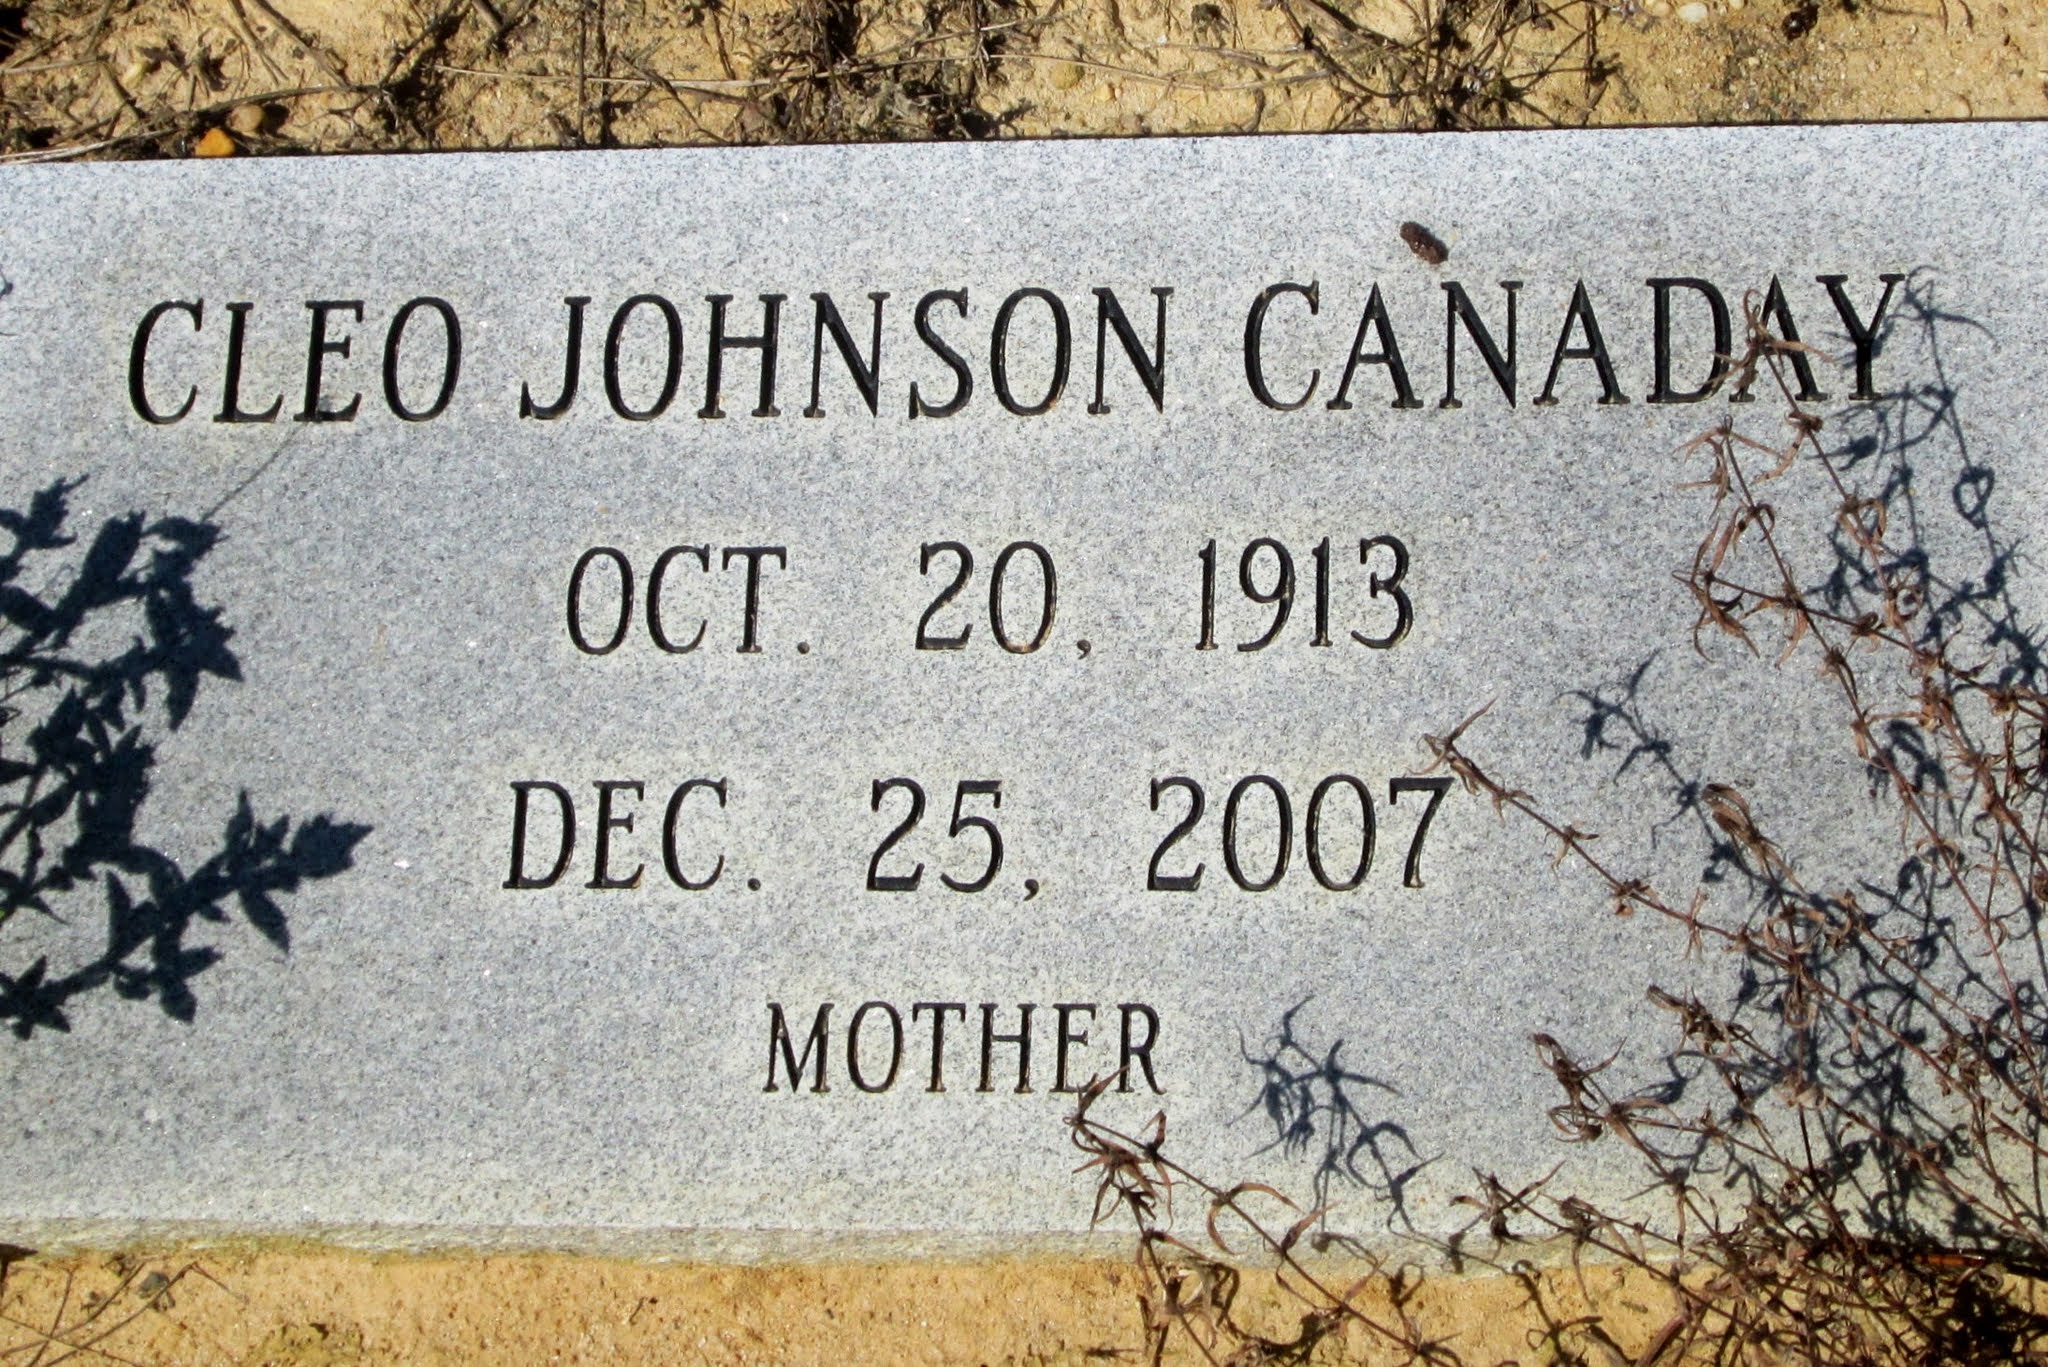 CLEO JOHNSON CANADAY
OCT. 20, 1913
DEC. 25, 2007
MOTHER